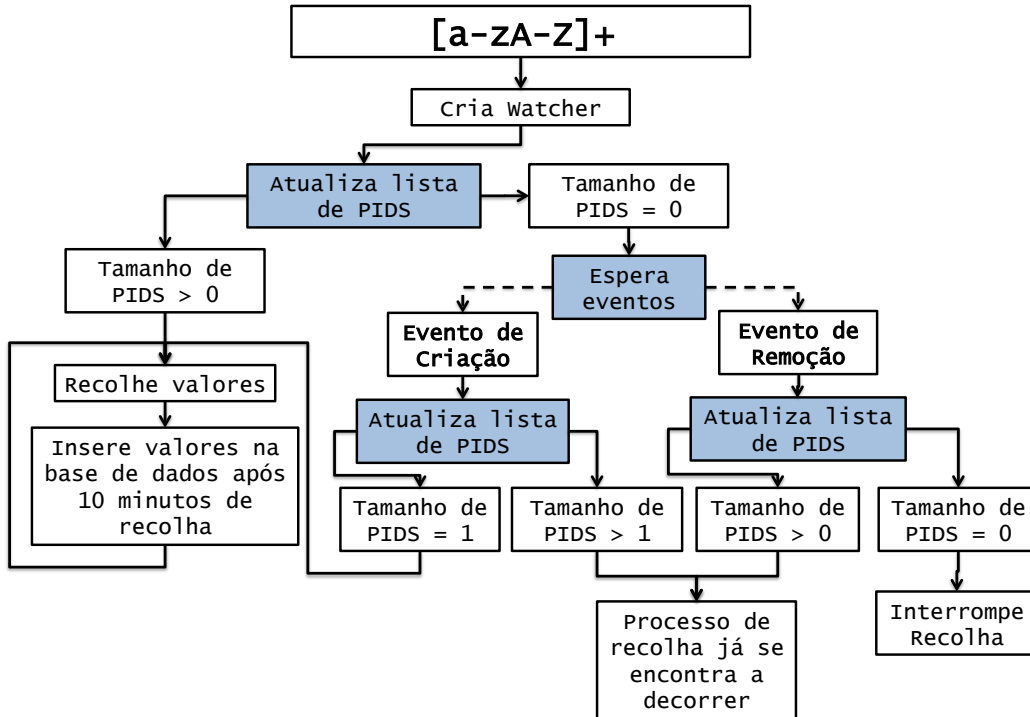 [a-zA-Z]+
Cria Watcher
Atualiza lista
de PIDS
Tamanho de
PIDS = 0
Tamanho de
PIDS > 0
Espera
eventos
Evento de
Criação
Evento de
Remoção
Recolhe valores
Atualiza lista
de PIDS
Atualiza lista
de PIDS
Insere valores na
base de dados após
10 minutos de
recolha
Tamanho de
PIDS = 1
Tamanho de
PIDS > 1
Tamanho de
PIDS > 0
Tamanho de
PIDS = 0
Processo de
recolha já se
encontra a
decorrer
Interrompe
Recolha